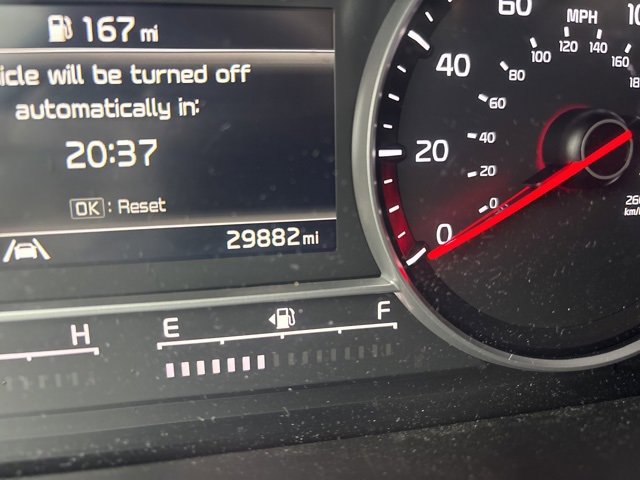 167 mi
will be turned off
automatically in:
20:37
OK : Reset
29882 mi
H
E
F
MPH
60
40
20
0
160
140
120
100
80
60
40
20
0
km/